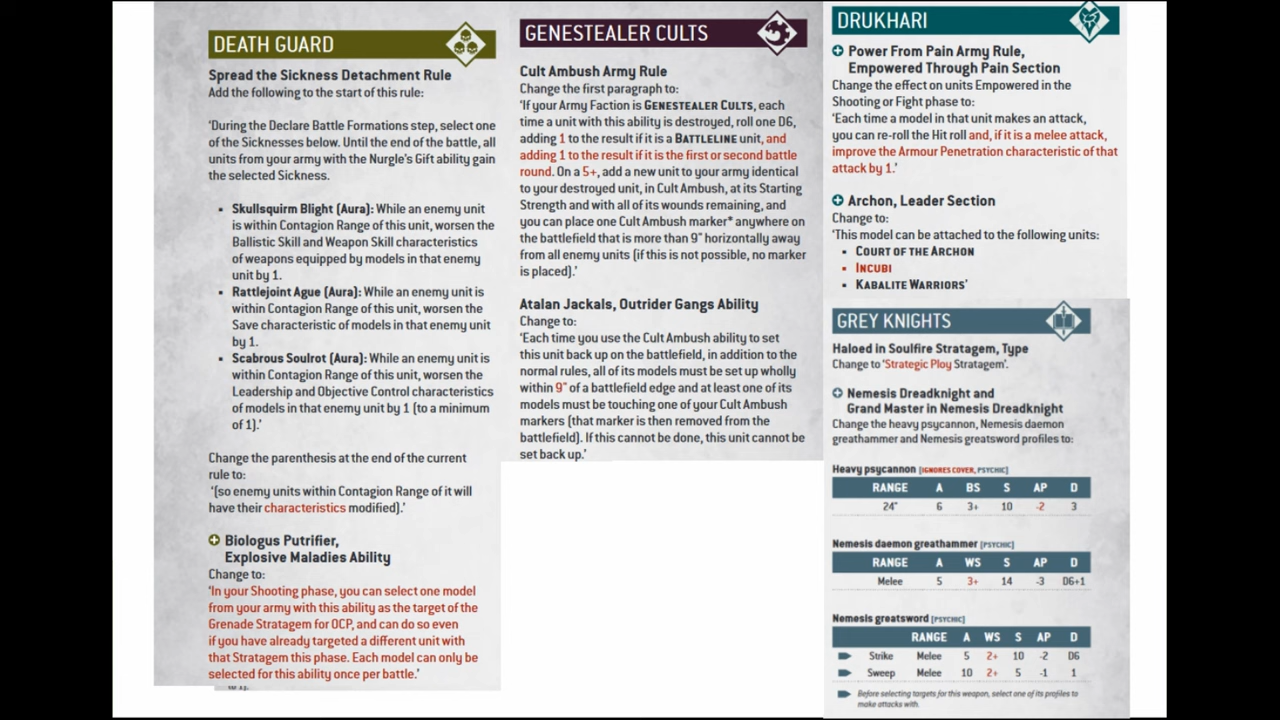 DEATH GUARD
Spread the Sickness Detachment Rule
Add the following to the start of this rule:
'During the Declare Battle Formations step, select one
of the Sicknesses below. Until the end of the battle, all
units from your army with the Nurgle's Gift ability gain
the selected Sickness.
▪ Skullsquirm Blight (Aura): While an enemy unit
is within Contagion Range of this unit, worsen the
Ballistic Skill and Weapon Skill characteristics
of weapons equipped by models in that enemy
unit by 1.
▪ Rattlejoint Ague (Aura): While an enemy unit is
within Contagion Range of this unit, worsen the
Save characteristic of models in that enemy unit
by 1.
▪ Scabrous Soulrot (Aura): While an enemy unit is
within Contagion Range of this unit, worsen the
Leadership and Objective Control characteristics
of models in that enemy unit by 1 (to a minimum
of 1).'
Change the parenthesis at the end of the current
rule to:
'(so enemy units within Contagion Range of it will
have their characteristics modified).'
Biologus Putrifier,
Explosive Maladies Ability
Change to:
'In your Shooting phase, you can select one model
from your army with this ability as the target of the
Grenade Stratagem for 0CP, and can do so even
if you have already targeted a different unit with
that Stratagem this phase. Each model can only be
selected for this ability once per battle.'
GENESTEALER CULTS
Cult Ambush Army Rule
Change the first paragraph to:
'If your Army Faction is GENESTEALER CULTS, each
time a unit with this ability is destroyed, roll one D6,
adding 1 to the result if it is a BATTLELINE unit, and
adding 1 to the result if it is the first or second battle
round. On a 5+, add a new unit to your army identical
to your destroyed unit, in Cult Ambush, at its Starting
Strength and with all of its wounds remaining, and
you can place one Cult Ambush marker* anywhere on
the battlefield that is more than 9" horizontally away
from all enemy units (if this is not possible, no marker
is placed).'
Atalan Jackals, Outrider Gangs Ability
Change to:
'Each time you use the Cult Ambush ability to set
this unit back up on the battlefield, in addition to the
normal rules, all of its models must be set up wholly
within 9" of a battlefield edge and at least one of its
models must be touching one of your Cult Ambush
markers (that marker is then removed from the
battlefield). If this cannot be done, this unit cannot be
set back up.'
DRUKHARI
Power From Pain Army Rule,
Empowered Through Pain Section
Change the effect on units Empowered in the
Shooting or Fight phase to:
'Each time a model in that unit makes an attack,
you can re-roll the Hit roll and, if it is a melee attack,
improve the Armour Penetration characteristic of that
attack by 1.'
Archon, Leader Section
Change to:
'This model can be attached to the following units:
▪ COURT OF THE ARCHON
▪ INCUBI
▪ KABALITE WARRIORS'
GREY KNIGHTS
Haloed in Soulfire Stratagem, Type
Change to 'Strategic Ploy Stratagem'.
Nemesis Dreadknight and
Grand Master in Nemesis Dreadknight
Change the heavy psycannon, Nemesis daemon
greathammer and Nemesis greatsword profiles to:
Heavy psycannon [IGNORES COVER, PSYCHIC]
RANGE A BS S AP D
24" 6 3+ 10 -2 3
Nemesis daemon greathammer [PSYCHIC]
RANGE A WS S AP D
Melee 5 3+ 14 -3 D6+1
Nemesis greatsword [PSYCHIC]
RANGE A WS S AP D
Strike Melee 5 2+ 10 -2 D6
Sweep Melee 10 2+ 5 -1 1
Before selecting targets for this weapon, select one of its profiles to
make attacks with.